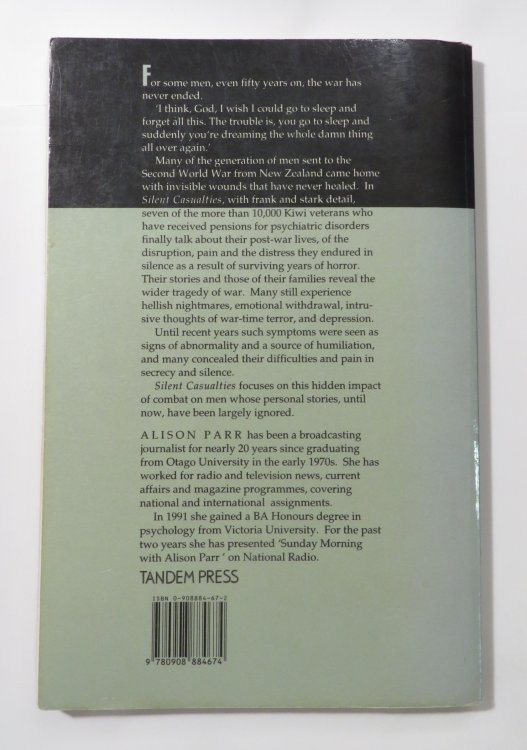 For some men, even fifty years on, the war has
never ended.
'I think, God, I wish I could go to sleep and
forget all this. The trouble is, you go to sleep and
suddenly you're dreaming the whole damn thing
all over again.'
Many of the generation of men sent to the
Second World War from New Zealand came home
with invisible wounds that have never healed. In
Silent Casualties, with frank and stark detail,
seven of the more than 10,000 Kiwi veterans who
have received pensions for psychiatric disorders
finally talk about their post-war lives, of the
disruption, pain and the distress they endured in
silence as a result of surviving years of horror.
Their stories and those of their families reveal the
wider tragedy of war. Many still experience
hellish nightmares, emotional withdrawal, intru-
sive thoughts of war-time terror, and depression.
Until recent years such symptoms were seen as
signs of abnormality and a source of humiliation,
and many concealed their difficulties and pain in
secrecy and silence.
Silent Casualties focuses on this hidden impact
of combat on men whose personal stories, until
now, have been largely ignored.
ALISON PARR has been a broadcasting
journalist for nearly 20 years since graduating
from Otago University in the early 1970s. She has
worked for radio and television news, current
affairs and magazine programmes, covering
national and international assignments.
In 1991 she gained a BA Honours degree in
psychology from Victoria University. For the past
two years she has presented 'Sunday Morning
with Alison Parr ' on National Radio.
TANDEM PRESS
ISBN 0-908884-67-2
9 780908 884674